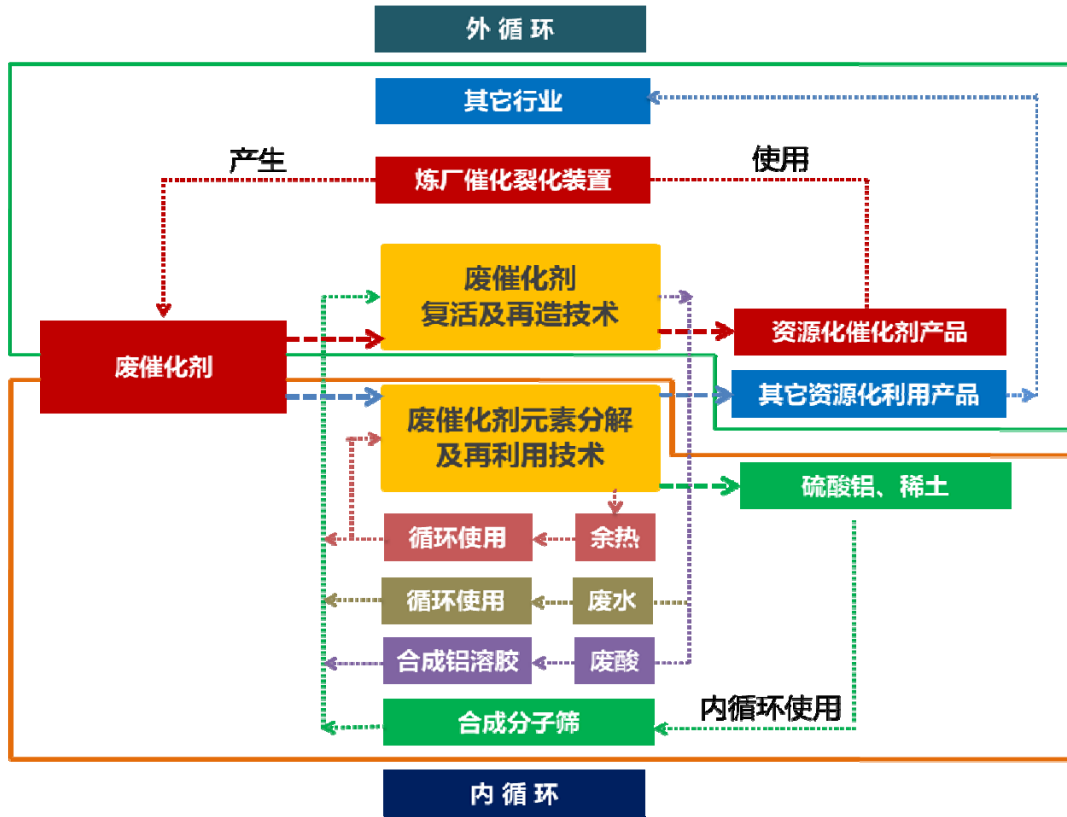 外循环
其它行业
产生
炼厂催化裂化装置
使用
废催化剂
复活及再造技术
资源化催化剂产品
废催化剂
其它资源化利用产品
废催化剂元素分解
及再利用技术
硫酸铝、稀土
循环使用
余热
循环使用
废水
合成铝溶胶
废酸
内循环使用
合成分子筛
内循环